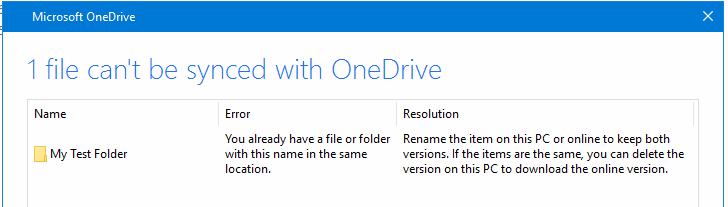 Microsoft OneDrive
1 file can't be synced with OneDrive
Name Error Resolution
My Test Folder
You already have a file or folder
with this name in the same
location.
Rename the item on this PC or online to keep both
versions. If the items are the same, you can delete the
version on this PC to download the online version.